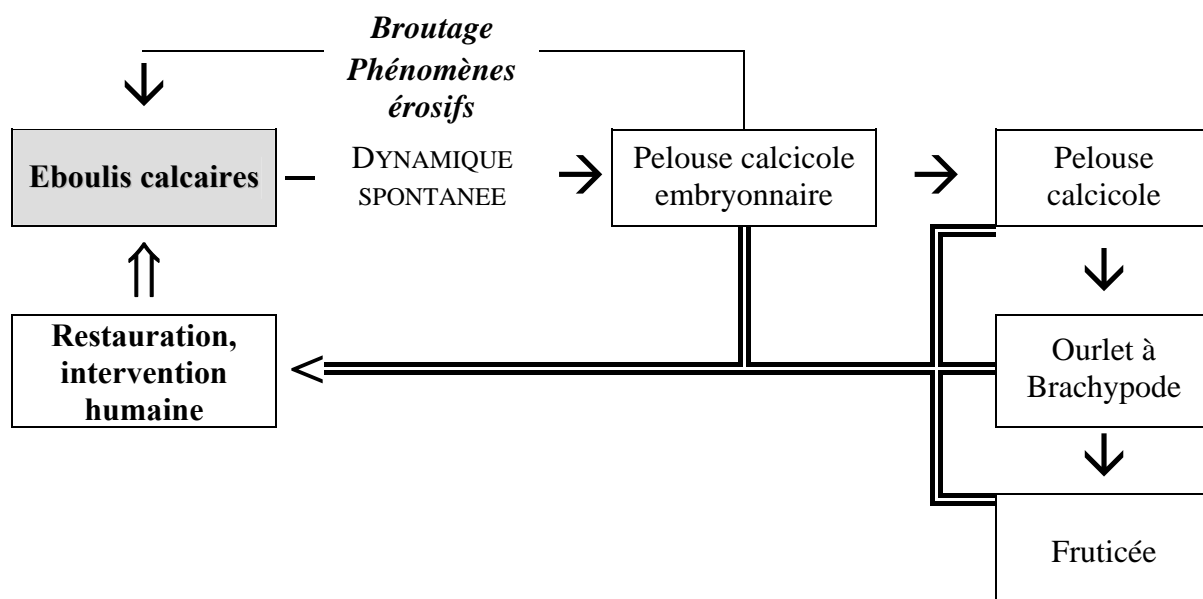 Broutage
Phénomènes
érosifs
Eboulis calcaires
DYNAMIQUE
SPONTANEE
Pelouse calcicole
embryonnaire
Pelouse
calcicole
Restauration,
intervention
humaine
Ourlet à
Brachypode
Fruticée